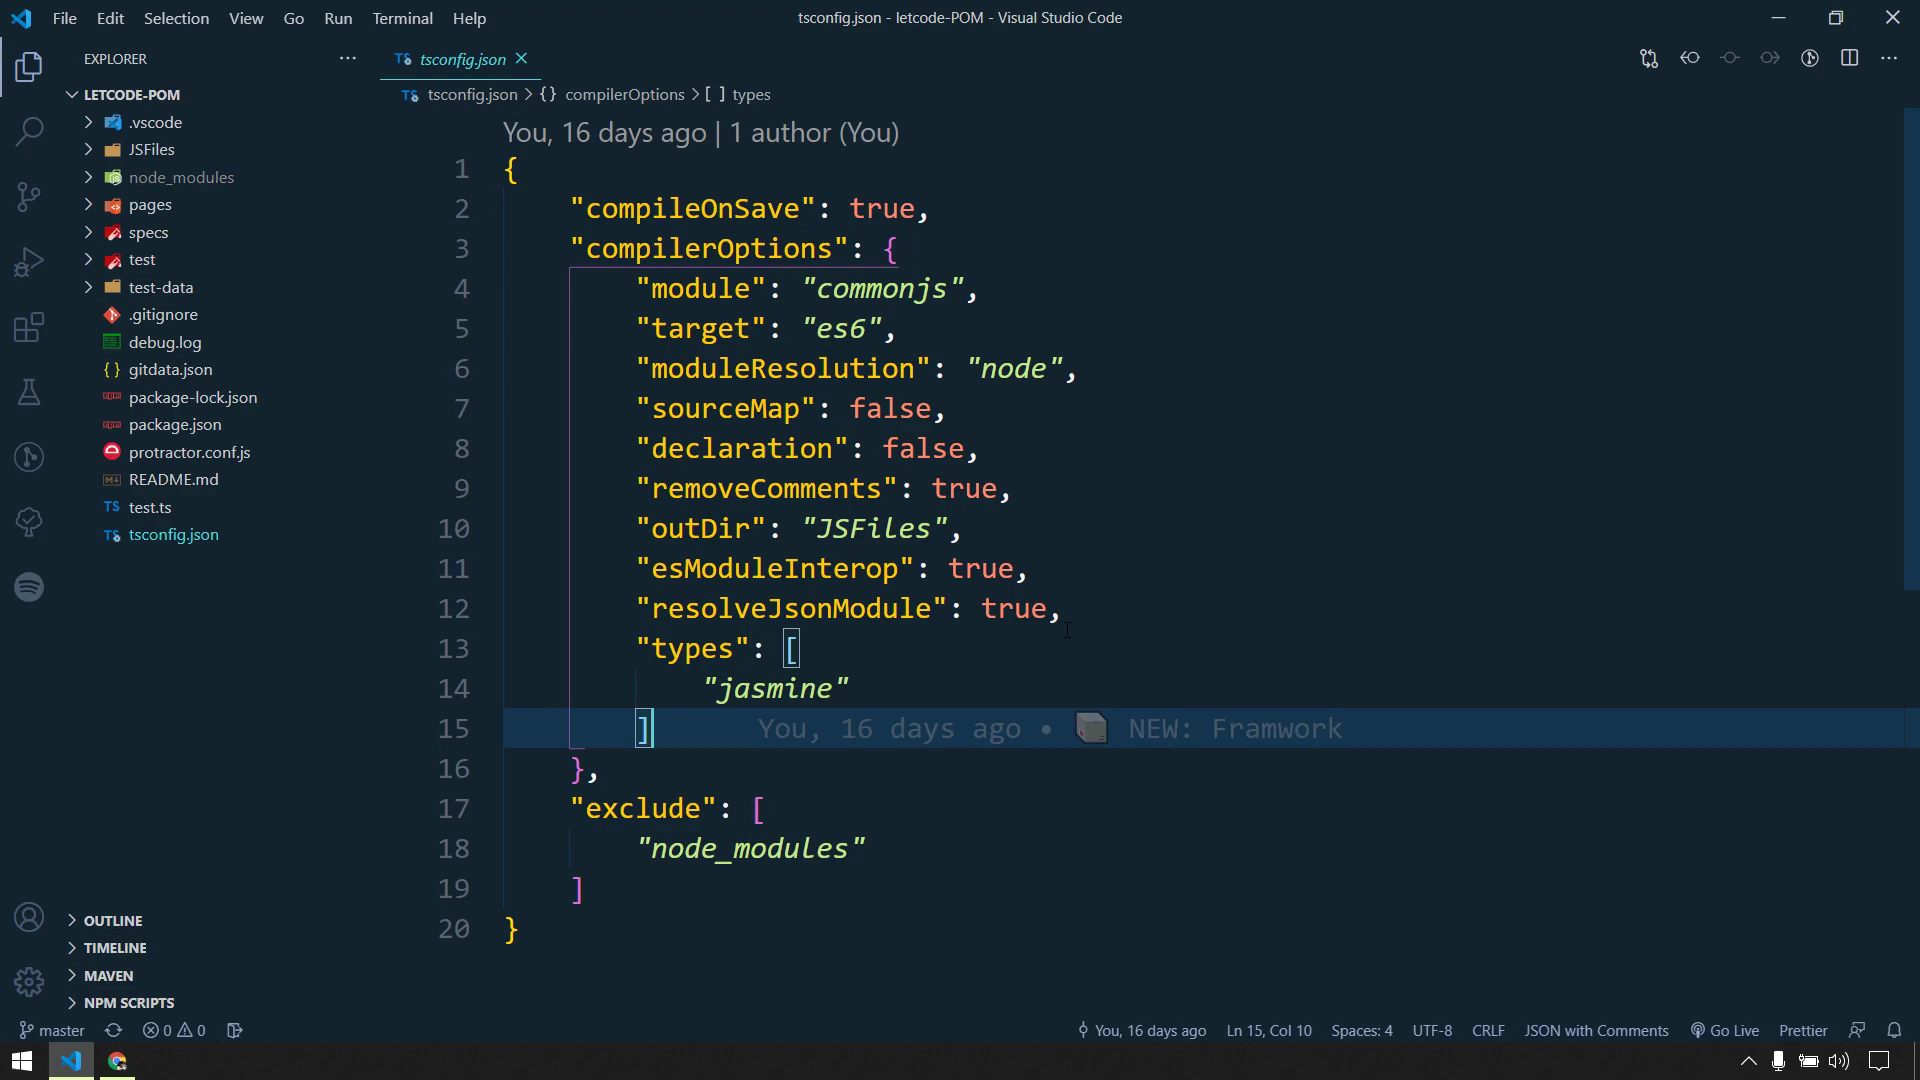 File Edit Selection View Go Run Terminal Help
tsconfig.json - letcode-POM - Visual Studio Code
EXPLORER
LETCODE-POM
.vscode
JSFiles
node_modules
pages
specs
test
test-data
.gitignore
debug.log
gitdata.json
package-lock.json
package.json
protractor.conf.js
README.md
test.ts
tsconfig.json
OUTLINE
TIMELINE
MAVEN
NPM SCRIPTS
tsconfig.json
tsconfig.json > {} compilerOptions > [ ] types
You, 16 days ago | 1 author (You)
1 {
2 "compileOnSave": true,
3 "compilerOptions": {
4 "module": "commonjs",
5 "target": "es6",
6 "moduleResolution": "node",
7 "sourceMap": false,
8 "declaration": false,
9 "removeComments": true,
10 "outDir": "JSFiles",
11 "esModuleInterop": true,
12 "resolveJsonModule": true,
13 "types": [
14 "jasmine"
15 ] You, 16 days ago • NEW: Framwork
16 },
17 "exclude": [
18 "node_modules"
19 ]
20 }
master 0 0 You, 16 days ago Ln 15, Col 10 Spaces: 4 UTF-8 CRLF JSON with Comments Go Live Prettier